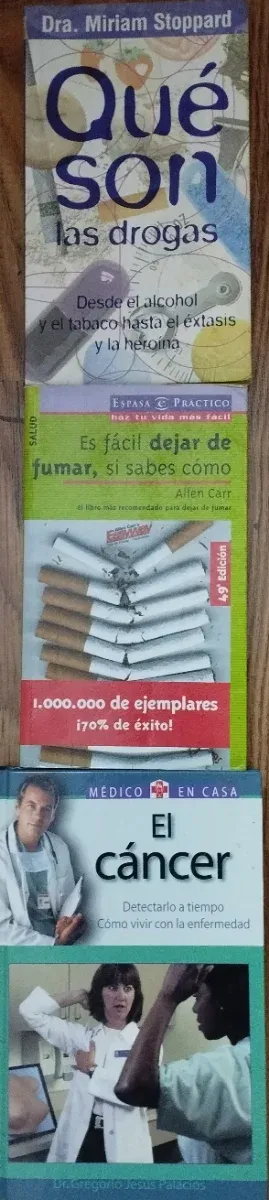 Dra. Miriam Stoppard
Qué
son
las drogas
Desde el alcohol
y el tabaco hasta el éxtasis
y la heroína
SALUD
ESPASA e PRACTICO
haz tu vida más fácil
Es fácil dejar de
fumar, si sabes cómo
Allen Carr
el libro más recomendado para dejar de fumar
49ª Edición
1.000.000 de ejemplares
¡70% de éxito!
MÉDICO EN CASA
El
cáncer
Detectarlo a tiempo
Cómo vivir con la enfermedad
Dr. Gregorio Jesús Palacios